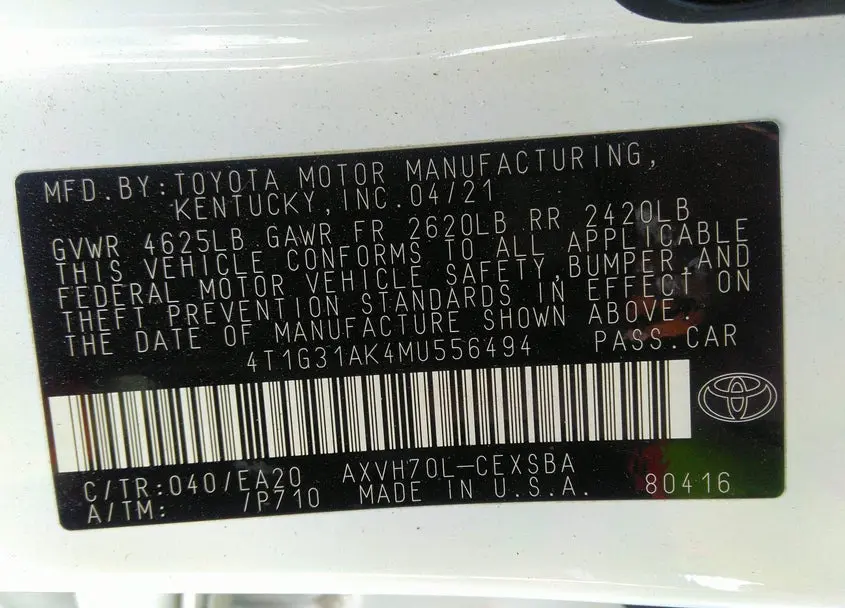 MFD.BY:TOYOTA MOTOR MANUFACTURING,
KENTUCKY,INC.04/21
GVWR 4625LB GAWR FR 2620LB RR 2420LB
THIS VEHICLE CONFORMS TO ALL APPLICABLE
FEDERAL MOTOR VEHICLE SAFETY,BUMPER AND
THEFT PREVENTION STANDARDS IN EFFECT ON
THE DATE OF MANUFACTURE SHOWN ABOVE.
4T1G31AK4MU556494 PASS.CAR
C/TR:040/EA20 AXVH70L-CEXSBA
A/TM: /P710 MADE IN U.S.A. 80416